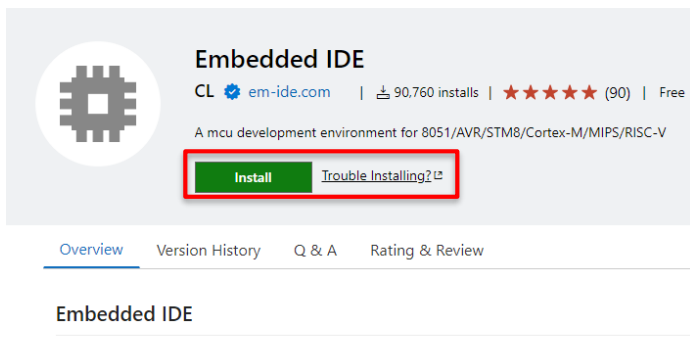 Embedded IDE
CL em-ide.com | 90,760 installs | ★★★★★ (90) | Free
A mcu development environment for 8051/AVR/STM8/Cortex-M/MIPS/RISC-V
Install Trouble Installing?
Overview Version History Q & A Rating & Review
Embedded IDE